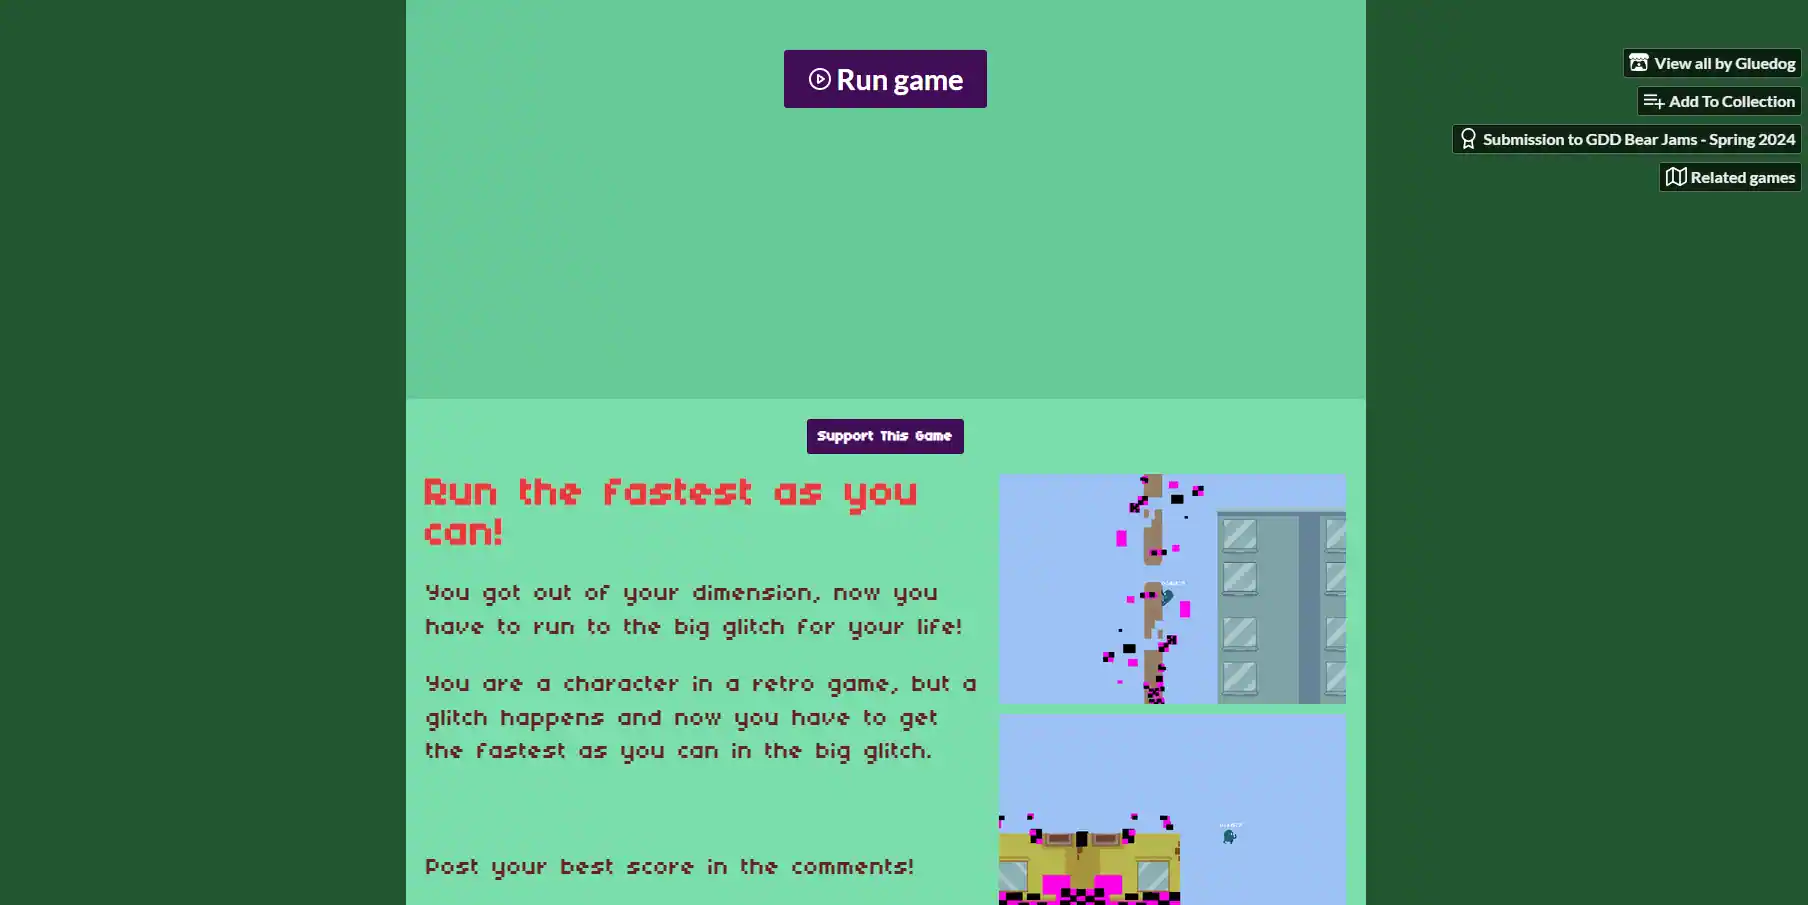 Run game
View all by Gluedog
Add To Collection
Submission to GDD Bear Jams - Spring 2024
Related games
Support This Game
Run the fastest as you
can!
You got out of your dimension, now you
have to run to the big glitch for your life!
You are a character in a retro game, but a
glitch happens and now you have to get
the fastest as you can in the big glitch.
Post your best score in the comments!